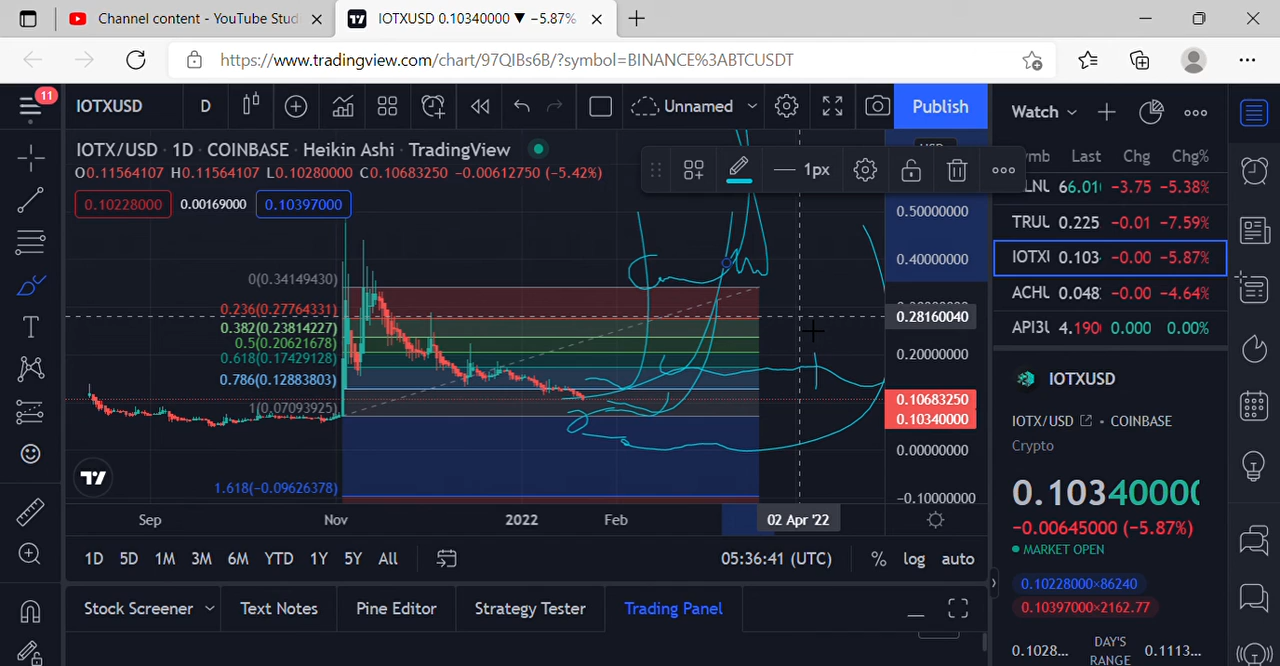 Channel content - YouTube Stud
IOTXUSD 0.10340000 ▼ −5.87%
https://www.tradingview.com/chart/97QIBs6B/?symbol=BINANCE%3ABTCUSDT
11
IOTXUSD
D
Unnamed
Publish
Watch
IOTX/USD · 1D · COINBASE · Heikin Ashi · TradingView
O0.11564107 H0.11564107 L0.10280000 C0.10683250 −0.00612750 (−5.42%)
0.10228000
0.00169000
0.10397000
1px
Last
Chg
Chg%
66.01
-3.75
-5.38%
TRUL
0.225
-0.01
-7.59%
0.103
-0.00
-5.87%
ACHU
0.048
-0.00
-4.64%
4.190
0.000
0.00%
0.50000000
0.40000000
0.28160040
0.20000000
0.10683250
0.10340000
0.00000000
-0.10000000
0(0.34149430)
0.236(0.27764331)
0.382(0.23814227)
0.5(0.20621678)
0.618(0.17429128)
0.786(0.12883803)
1(0.07093925)
1.618(-0.09626378)
Sep
Nov
2022
Feb
02 Apr '22
1D
5D
1M
3M
6M
YTD
1Y
5Y
All
05:36:41 (UTC)
%
log
auto
Stock Screener
Text Notes
Pine Editor
Strategy Tester
Trading Panel
IOTXUSD
IOTX/USD
• COINBASE
Crypto
0.10340000
−0.00645000 (−5.87%)
MARKET OPEN
0.10228000×86240
0.10397000×2162.77
0.1028...
DAY'S
RANGE
0.1113...